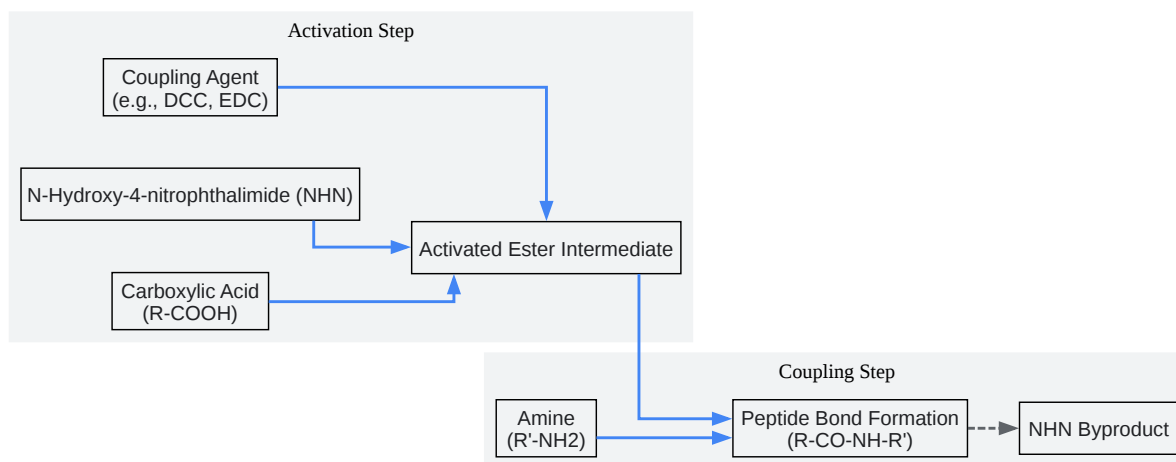 Activation Step
Coupling Agent
(e.g., DCC, EDC)
N-Hydroxy-4-nitrophthalimide (NHN)
Activated Ester Intermediate
Carboxylic Acid
(R-COOH)
Coupling Step
Amine
(R'-NH2)
Peptide Bond Formation
(R-CO-NH-R')
NHN Byproduct